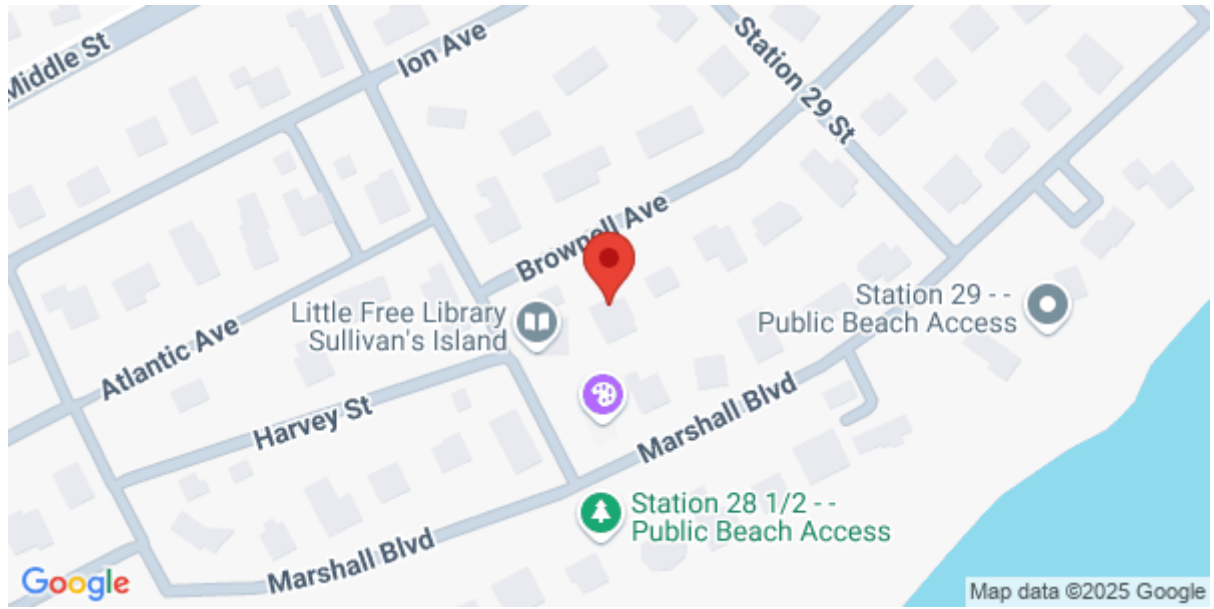 Middle St
Ion Ave
Station 29 St
Brownell Ave
Little Free Library
Sullivan's Island
Station 29 - -
Public Beach Access
Atlantic Ave
Harvey St
Marshall Blvd
Station 28 1/2 - -
Public Beach Access
Marshall Blvd
Google
Map data ©2025 Google